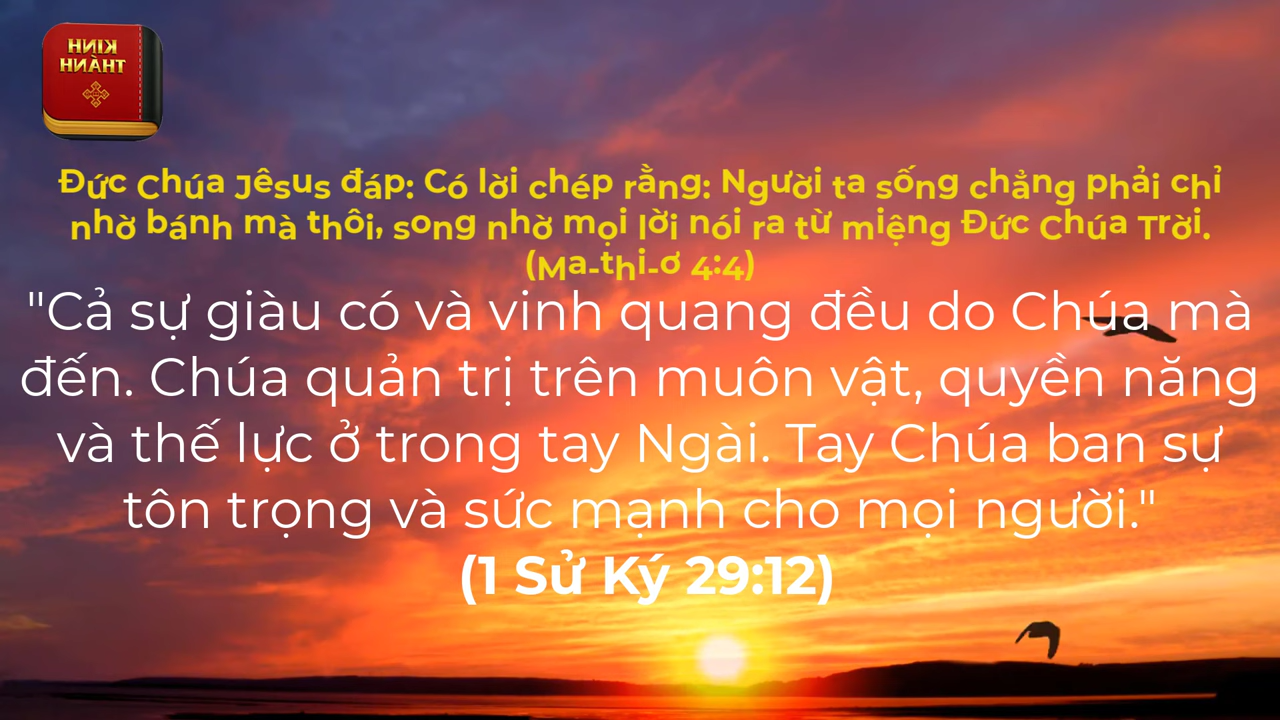 KINH
THÁNH
Đức Chúa Jêsus đáp: Có lời chép rằng: Người ta sống chẳng phải chỉ
nhờ bánh mà thôi, song nhờ mọi lời nói ra từ miệng Đức Chúa Trời.
(Ma-thi-ơ 4:4)
"Cả sự giàu có và vinh quang đều do Chúa mà
đến. Chúa quản trị trên muôn vật, quyền năng
và thế lực ở trong tay Ngài. Tay Chúa ban sự
tôn trọng và sức mạnh cho mọi người."
(1 Sử Ký 29:12)